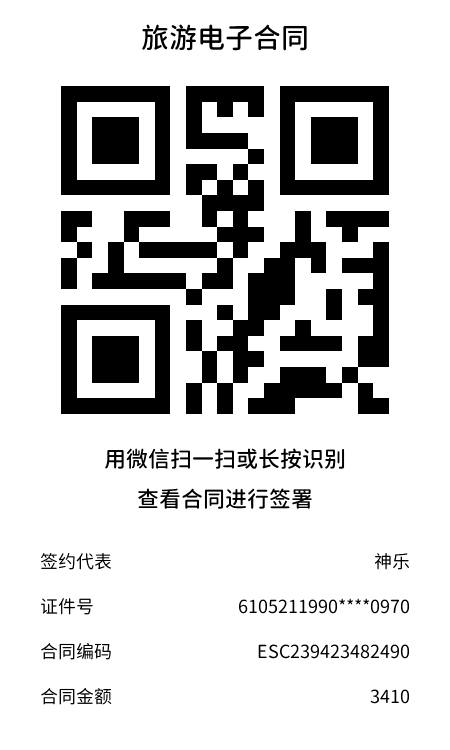 旅游电子合同
用微信扫一扫或长按识别
查看合同进行签署
签约代表 神乐
证件号 6105211990****0970
合同编码 ESC239423482490
合同金额 3410